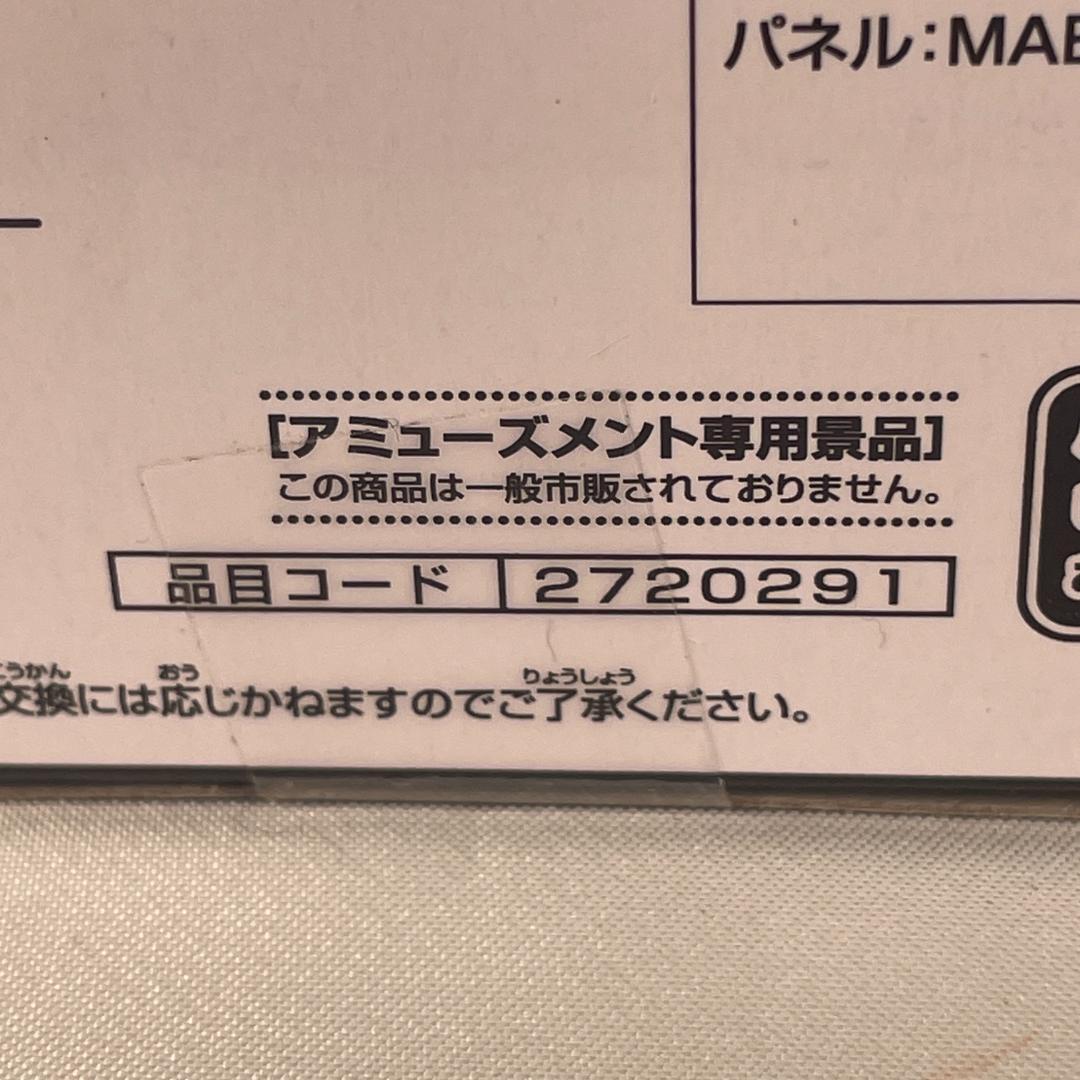 パネル:MAB
[アミューズメント専用景品]
この商品は一般市販されておりません。
品目コード 2720291
こうかん おう りょうしょう
交換には応じかねますのでご了承ください。